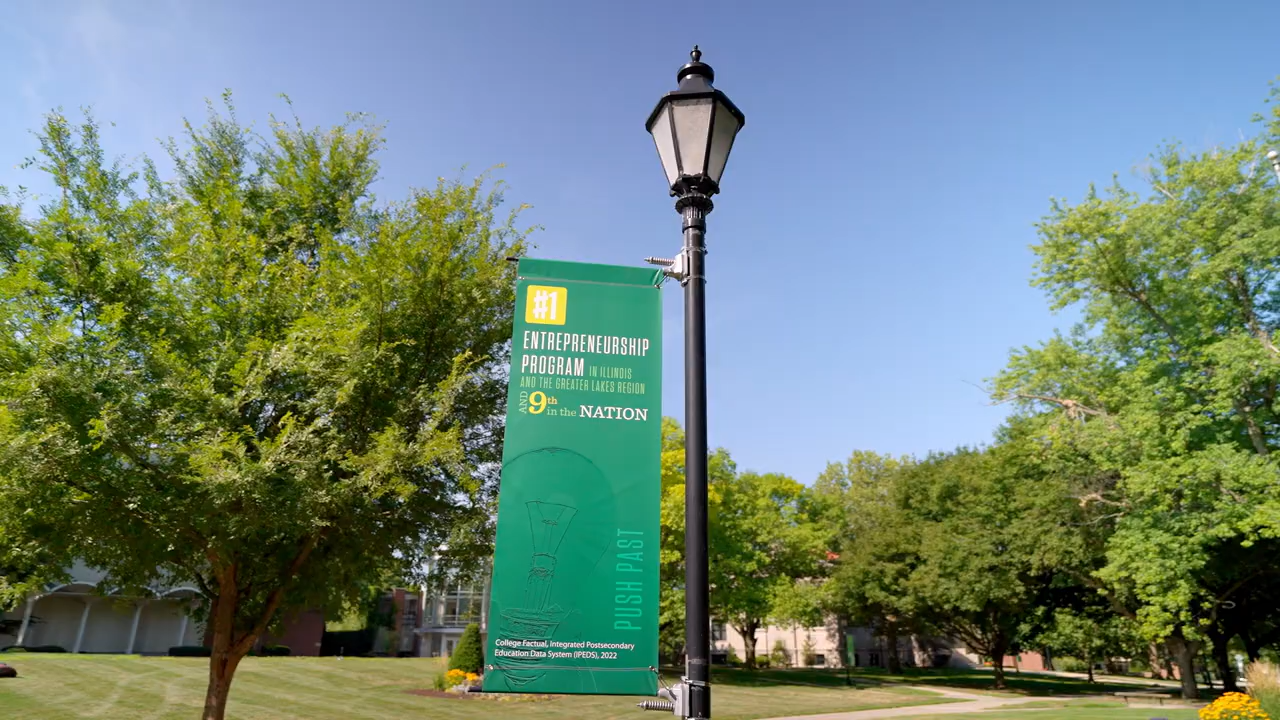 #1
ENTREPRENEURSHIP
PROGRAM IN ILLINOIS
AND THE GREATER LAKES REGION
AND 9th in the NATION
PUSH PAST
College Factual, Integrated Postsecondary
Education Data System (IPEDS), 2022